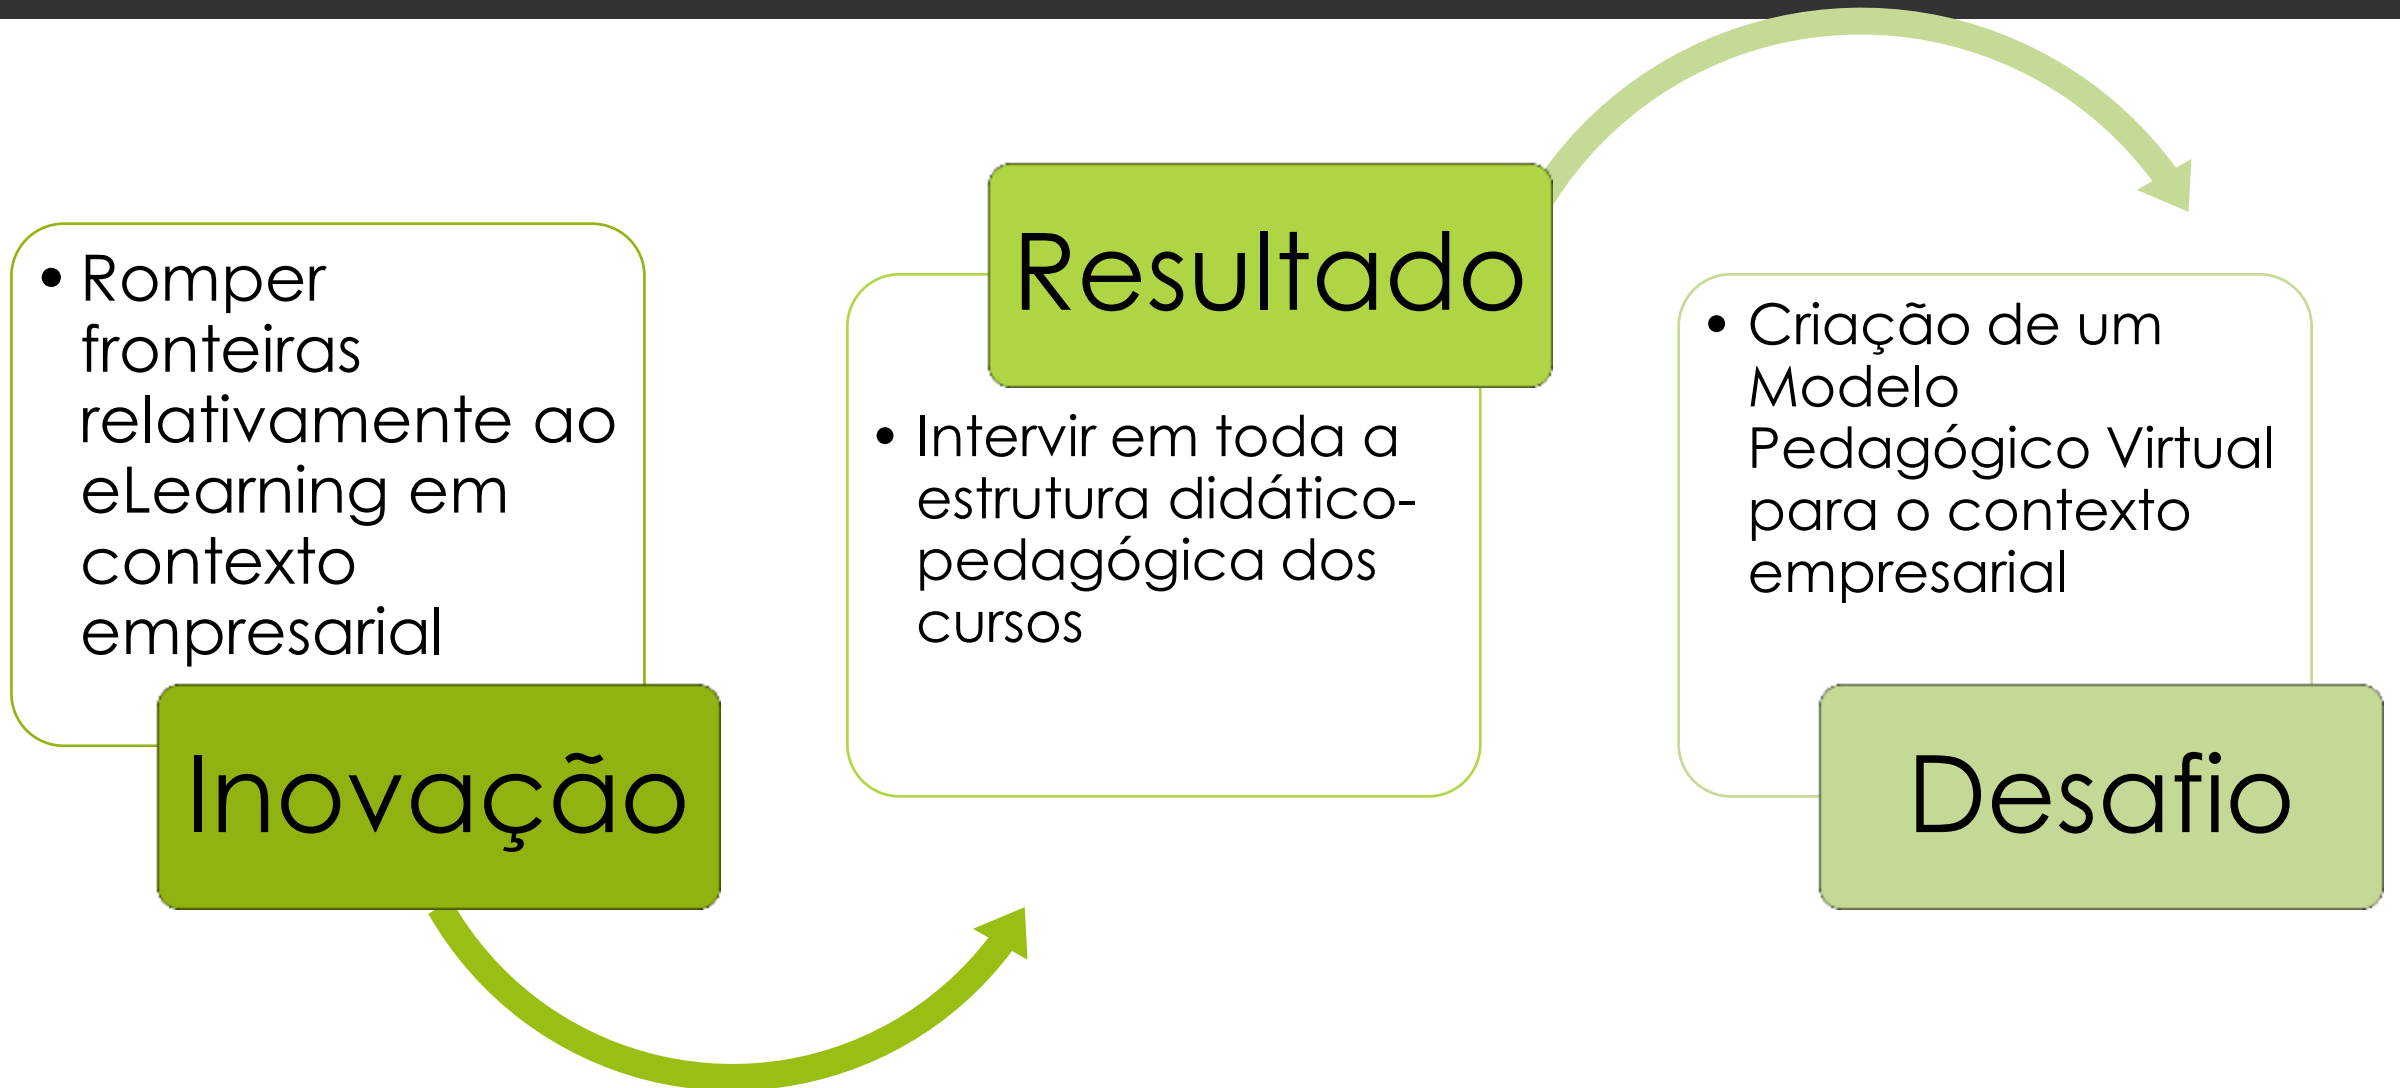 • Romper
fronteiras
relativamente ao
eLearning em
contexto
empresarial
Inovação
Resultado
• Intervir em toda a
estrutura didático-
pedagógica dos
cursos
• Criação de um
Modelo
Pedagógico Virtual
para o contexto
empresarial
Desafio